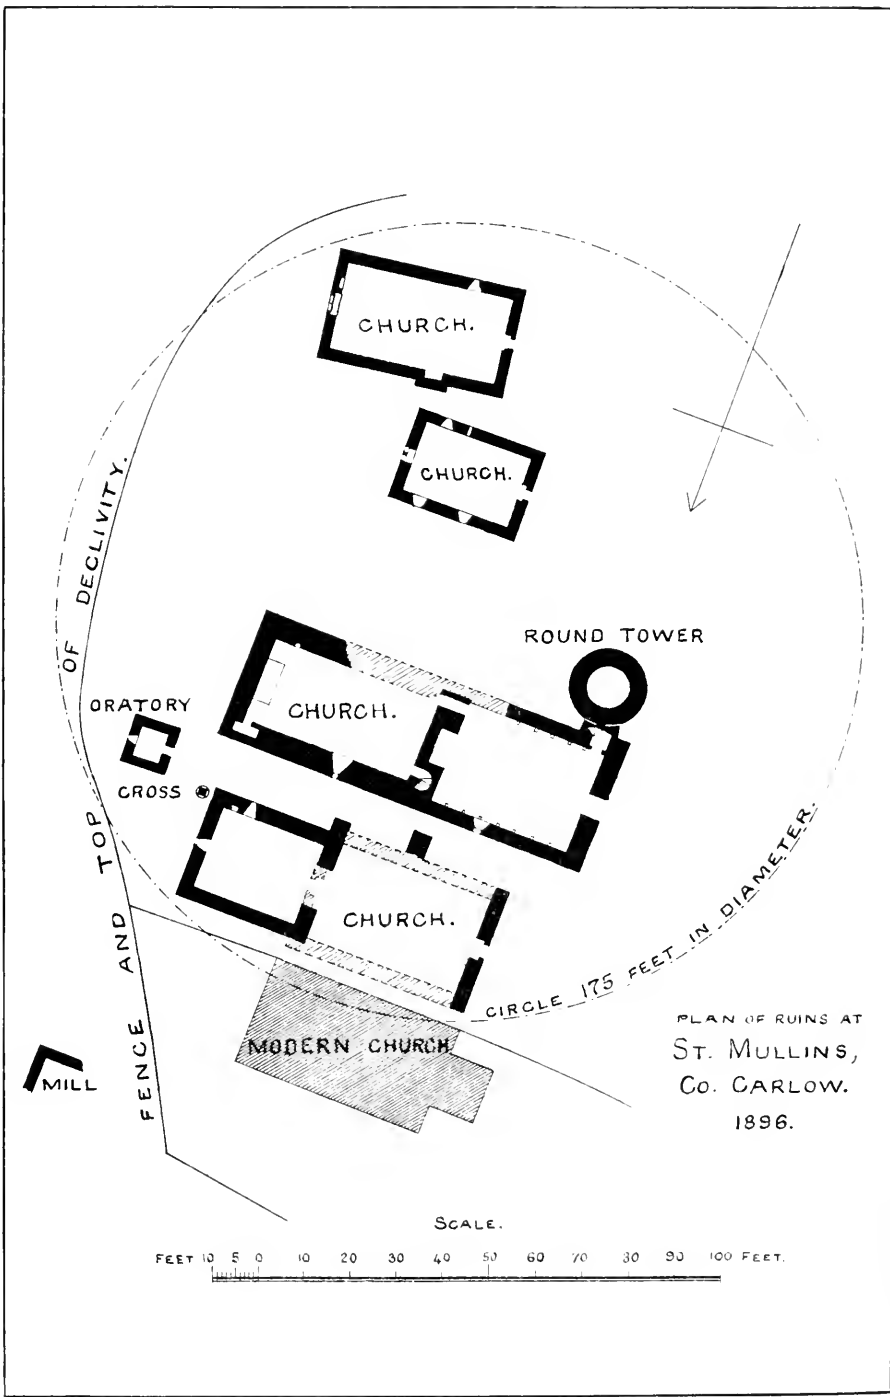 CHURCH.
CHURCH.
ROUND TOWER
ORATORY
CHURCH.
CROSS
CHURCH.
FENCE AND TOP OF DECLIVITY.
CIRCLE 175 FEET IN DIAMETER.
MODERN CHURCH
MILL
PLAN OF RUINS AT
ST. MULLINS,
CO. CARLOW.
1896.
SCALE.
FEET 10 5 0 10 20 30 40 50 60 70 30 90 100 FEET.